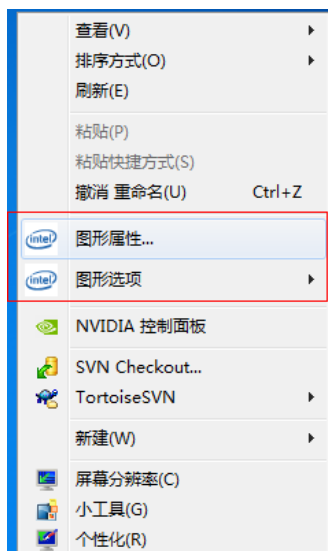 查看(V)
排序方式(O)
刷新(E)
粘贴(P)
粘贴快捷方式(S)
撤消 重命名(U) Ctrl+Z
intel 图形属性...
intel 图形选项
NVIDIA 控制面板
SVN Checkout...
TortoiseSVN
新建(W)
屏幕分辨率(C)
小工具(G)
个性化(R)